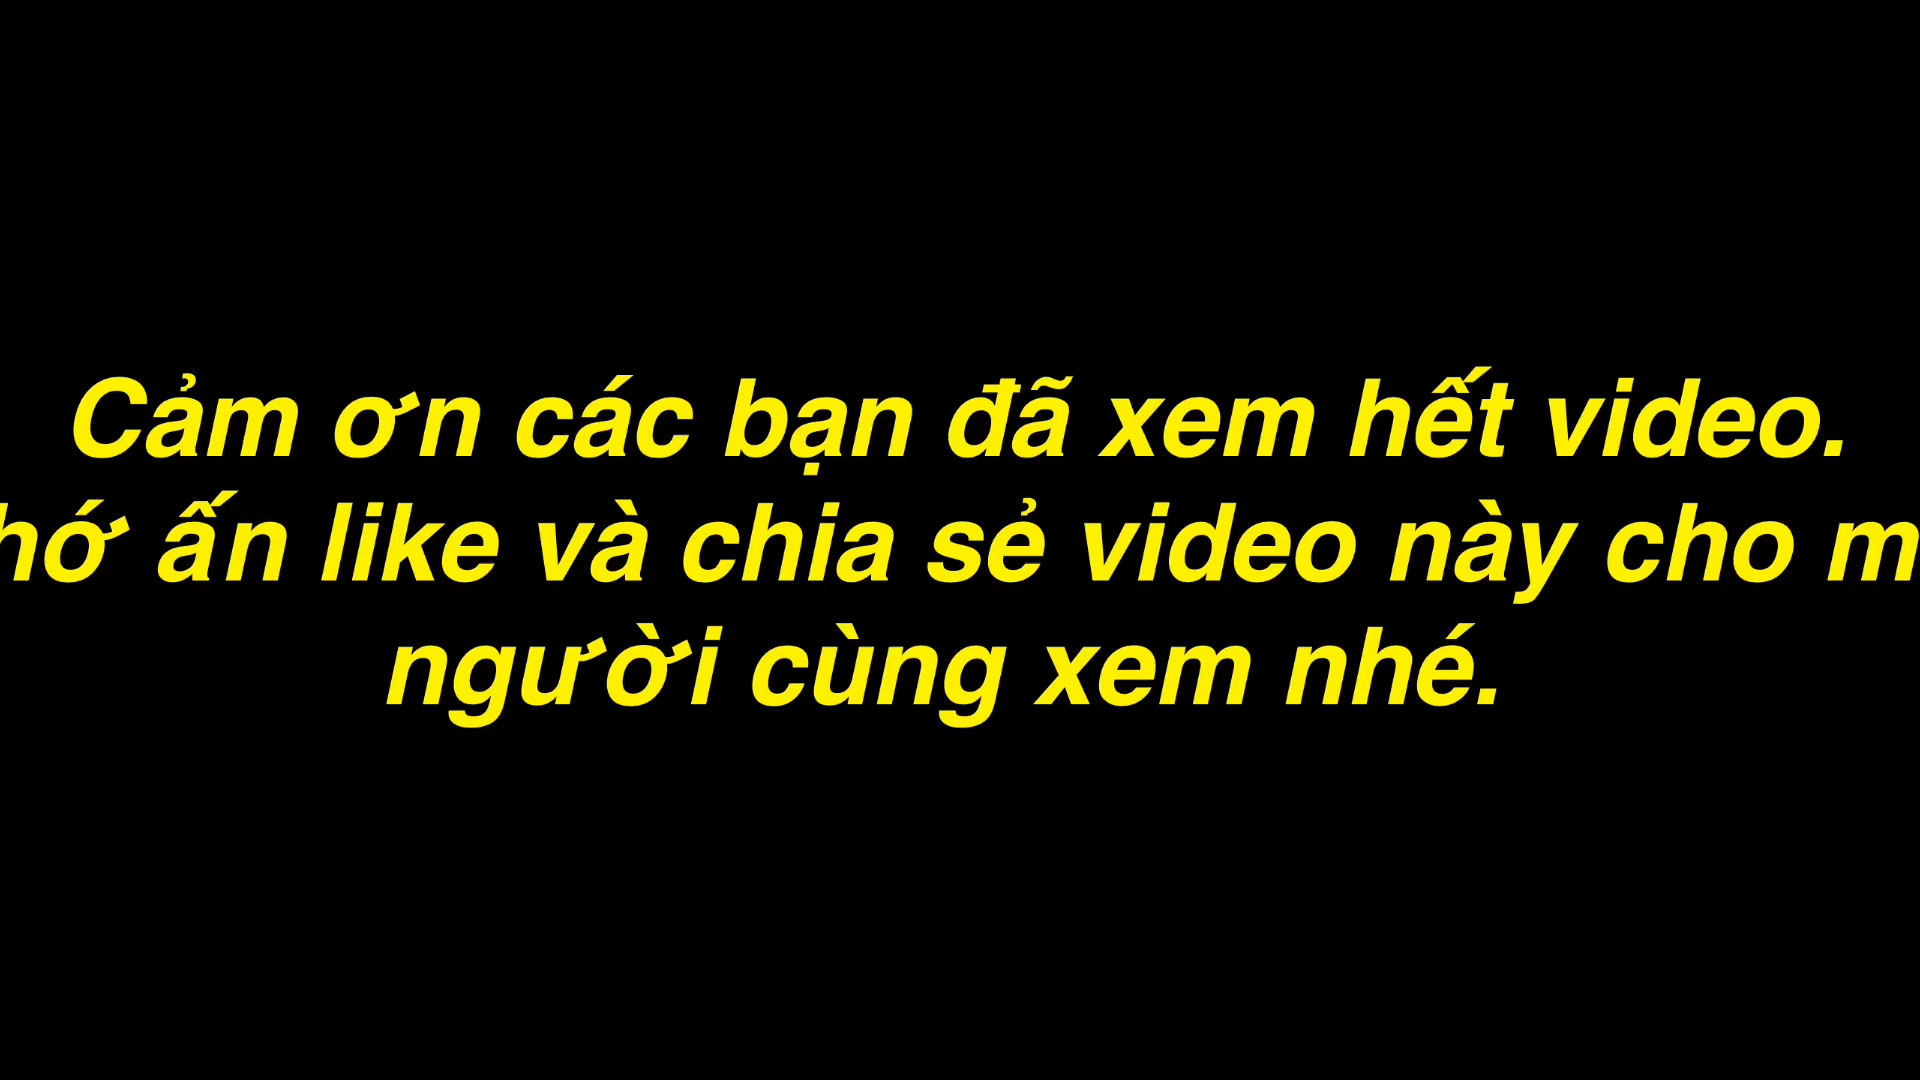 Cảm ơn các bạn đã xem hết video.
ấn like và chia sẻ video này cho
người cùng xem nhé.